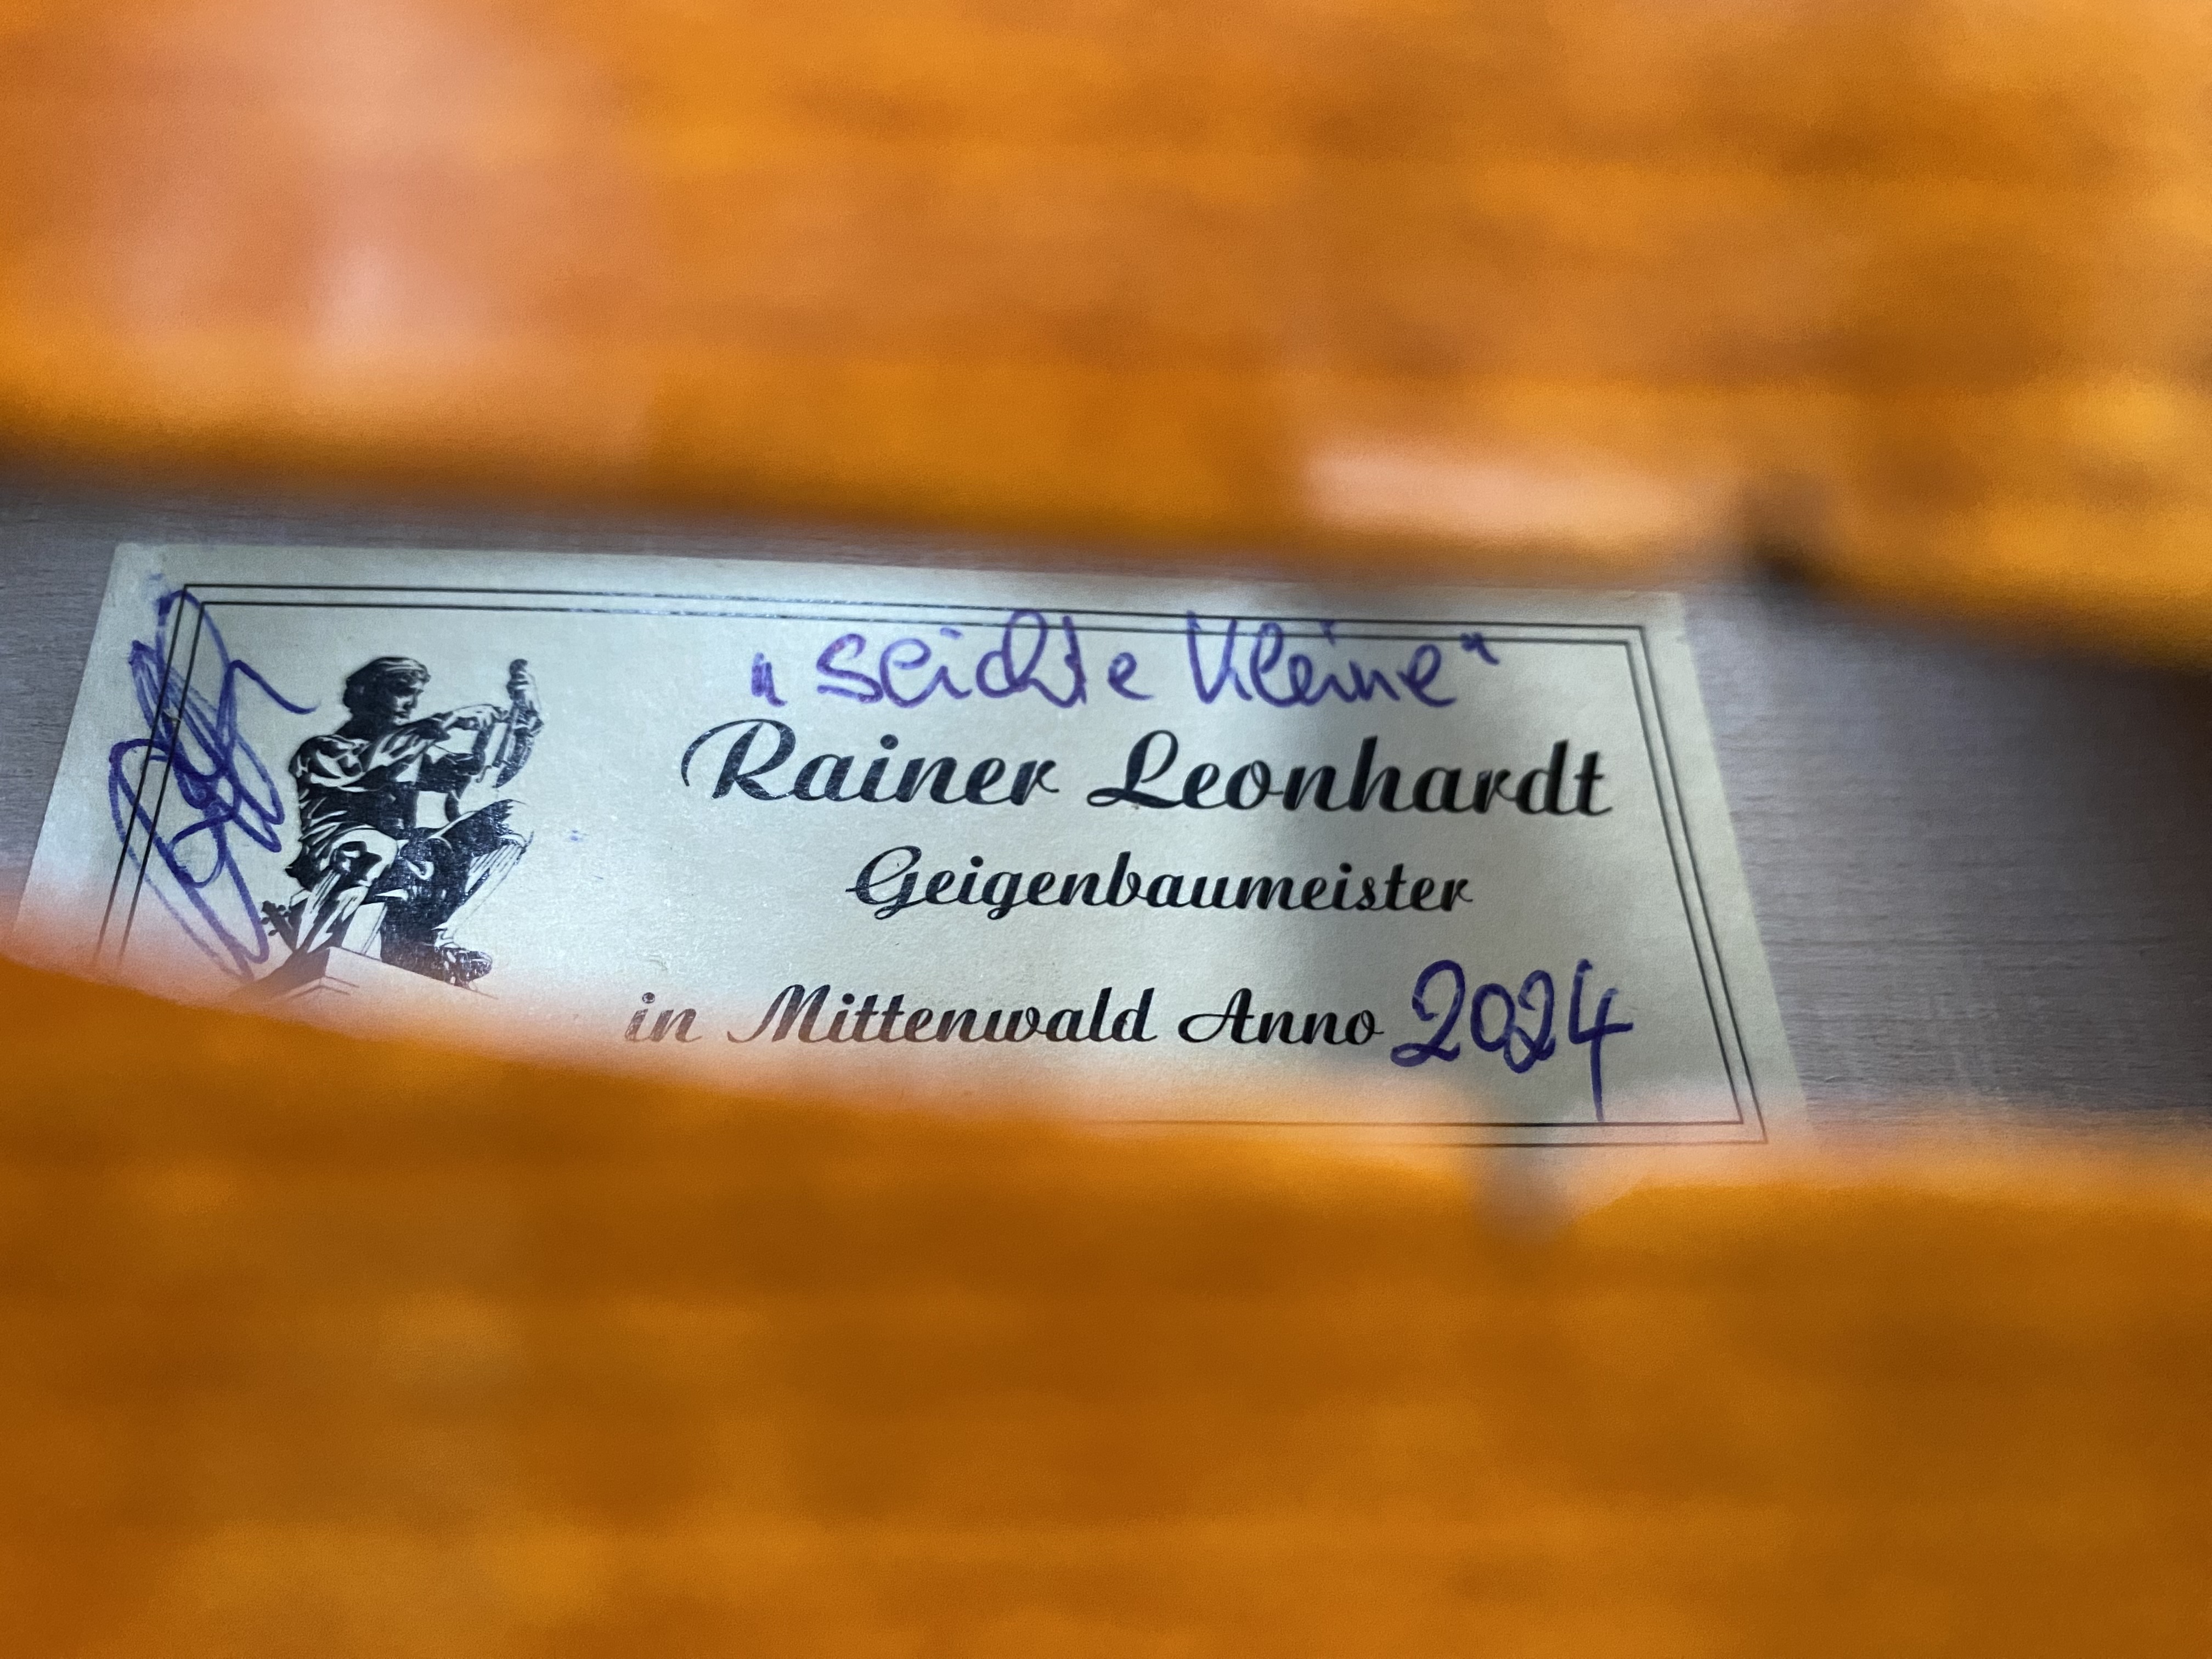 „seichte Kleine“
Rainer Leonhardt
Geigenbaumeister
in Mittenwald Anno 2024